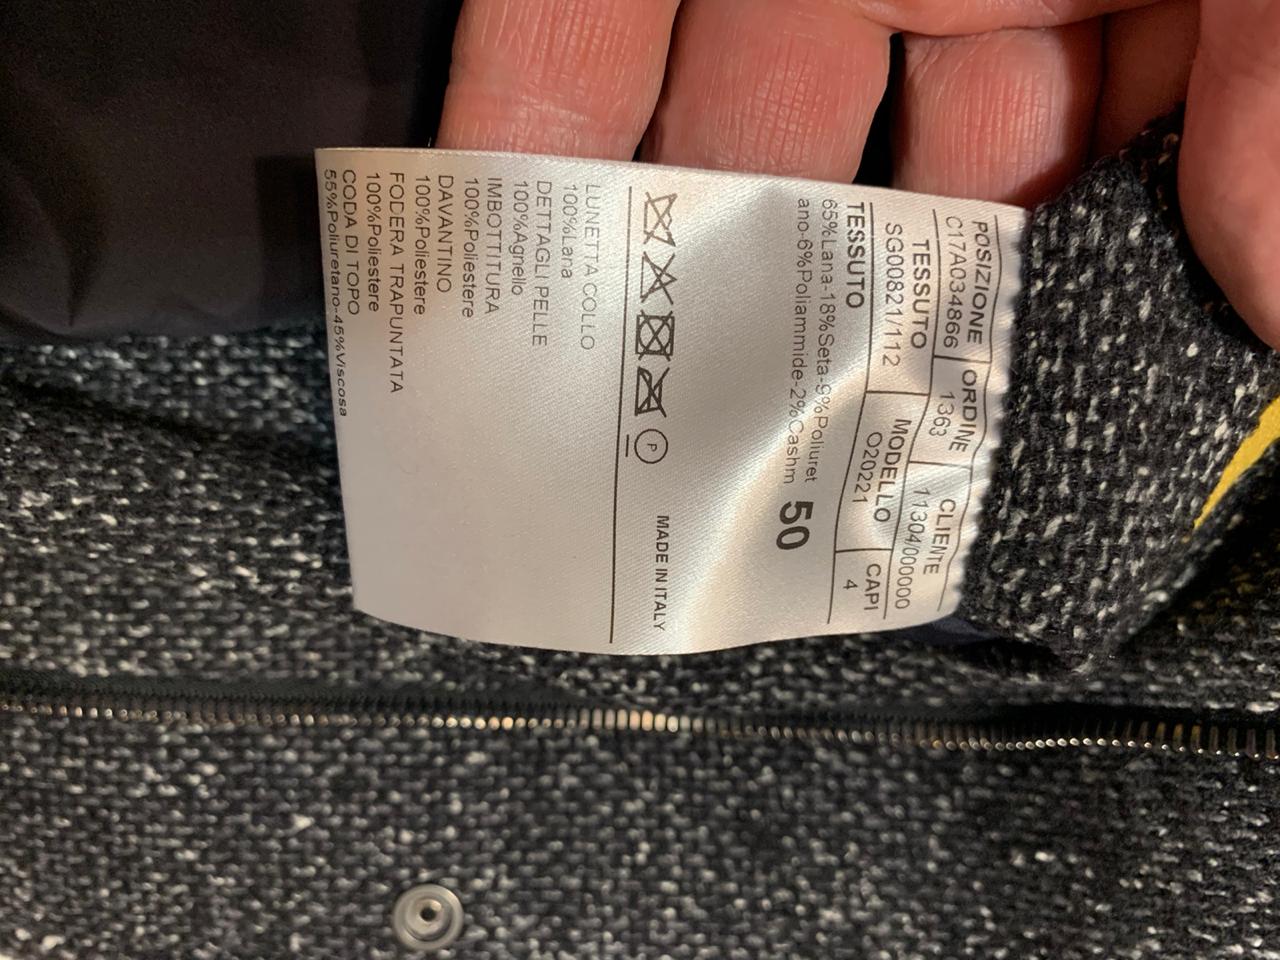 POSIZIONE ORDINE CLIENTE
C17A034866 1363 11304/000000
TESSUTO MODELLO CAPI
SG00821/112 O20221 4
TESSUTO
65%Lana-18%Seta-9%Poliuret
ano-6%Poliammide-2%Cashm
50
P
MADE IN ITALY
LUNETTA COLLO
100%Lana
DETTAGLI PELLE
100%Agnello
IMBOTTITURA
100%Poliestere
DAVANTINO
100%Poliestere
FODERA TRAPUNTATA
100%Poliestere
CODA DI TOPO
55%Poliuretano-45%Viscosa